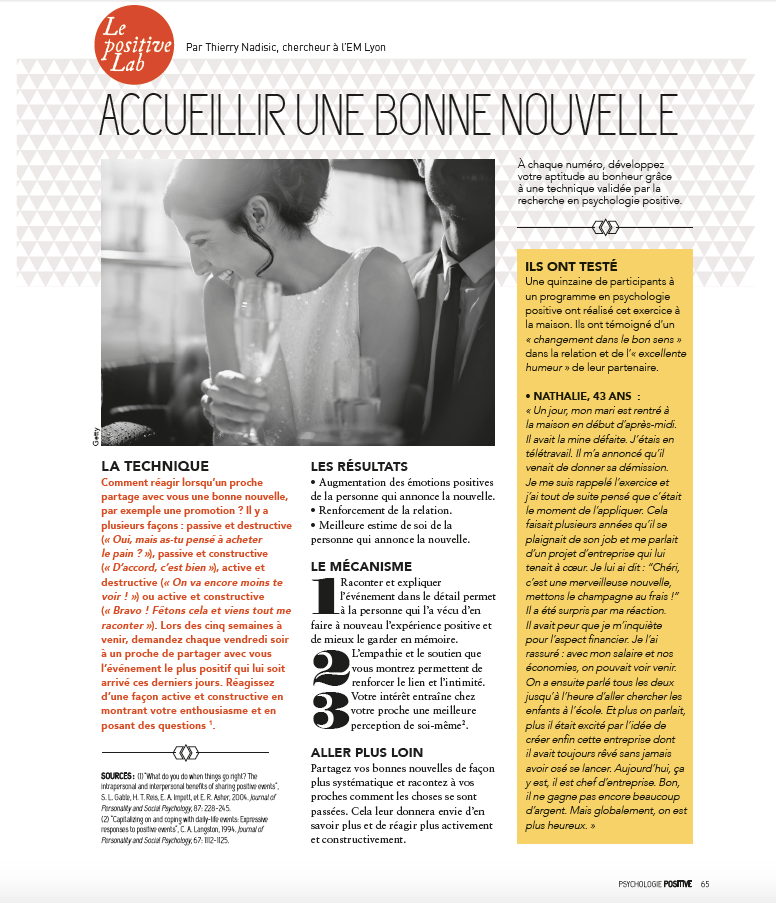 Le
positive
Lab
Par Thierry Nadisic, chercheur à l'EM Lyon
ACCUEILLIR UNE BONNE NOUVELLE
À chaque numéro, développez
votre aptitude au bonheur grâce
à une technique validée par la
recherche en psychologie positive.
Getty
LA TECHNIQUE
Comment réagir lorsqu'un proche
partage avec vous une bonne nouvelle,
par exemple une promotion ? Il y a
plusieurs façons : passive et destructive
(« Oui, mais as-tu pensé à acheter
le pain ? »), passive et constructive
(« D'accord, c'est bien »), active et
destructive (« On va encore moins te
voir ! ») ou active et constructive
(« Bravo ! Fêtons cela et viens tout me
raconter »). Lors des cinq semaines à
venir, demandez chaque vendredi soir
à un proche de partager avec vous
l'événement le plus positif qui lui soit
arrivé ces derniers jours. Réagissez
d'une façon active et constructive en
montrant votre enthousiasme et en
posant des questions ¹.
SOURCES : (1) "What do you do when things go right? The
intrapersonal and interpersonal benefits of sharing positive events",
S. L. Gable, H. T. Reis, E. A. Impett, et E. R. Asher, 2004. Journal of
Personality and Social Psychology, 87: 228-245.
(2) "Capitalizing on and coping with daily-life events: Expressive
responses to positive events", C. A. Langston, 1994. Journal of
Personality and Social Psychology, 67: 1112-1125.
LES RÉSULTATS
• Augmentation des émotions positives
de la personne qui annonce la nouvelle.
• Renforcement de la relation.
• Meilleure estime de soi de la
personne qui annonce la nouvelle.
LE MÉCANISME
1 Raconter et expliquer
l'événement dans le détail permet
à la personne qui l'a vécu d'en
faire à nouveau l'expérience positive et
de mieux le garder en mémoire.
2 L'empathie et le soutien que
vous montrez permettent de
renforcer le lien et l'intimité.
3 Votre intérêt entraîne chez
votre proche une meilleure
perception de soi-même².
ALLER PLUS LOIN
Partagez vos bonnes nouvelles de façon
plus systématique et racontez à vos
proches comment les choses se sont
passées. Cela leur donnera envie d'en
savoir plus et de réagir plus activement
et constructivement.
ILS ONT TESTÉ
Une quinzaine de participants à
un programme en psychologie
positive ont réalisé cet exercice à
la maison. Ils ont témoigné d'un
« changement dans le bon sens »
dans la relation et de l'« excellente
humeur » de leur partenaire.
• NATHALIE, 43 ANS :
« Un jour, mon mari est rentré à
la maison en début d'après-midi.
Il avait la mine défaite. J'étais en
télétravail. Il m'a annoncé qu'il
venait de donner sa démission.
Je me suis rappelé l'exercice et
j'ai tout de suite pensé que c'était
le moment de l'appliquer. Cela
faisait plusieurs années qu'il se
plaignait de son job et me parlait
d'un projet d'entreprise qui lui
tenait à cœur. Je lui ai dit : "Chéri,
c'est une merveilleuse nouvelle,
mettons le champagne au frais !"
Il a été surpris par ma réaction.
Il avait peur que je m'inquiète
pour l'aspect financier. Je l'ai
rassuré : avec mon salaire et nos
économies, on pouvait voir venir.
On a ensuite parlé tous les deux
jusqu'à l'heure d'aller chercher les
enfants à l'école. Et plus on parlait,
plus il était excité par l'idée de
créer enfin cette entreprise dont
il avait toujours rêvé sans jamais
avoir osé se lancer. Aujourd'hui, ça
y est, il est chef d'entreprise. Bon,
il ne gagne pas encore beaucoup
d'argent. Mais globalement, on est
plus heureux. »
PSYCHOLOGIE POSITIVE 65